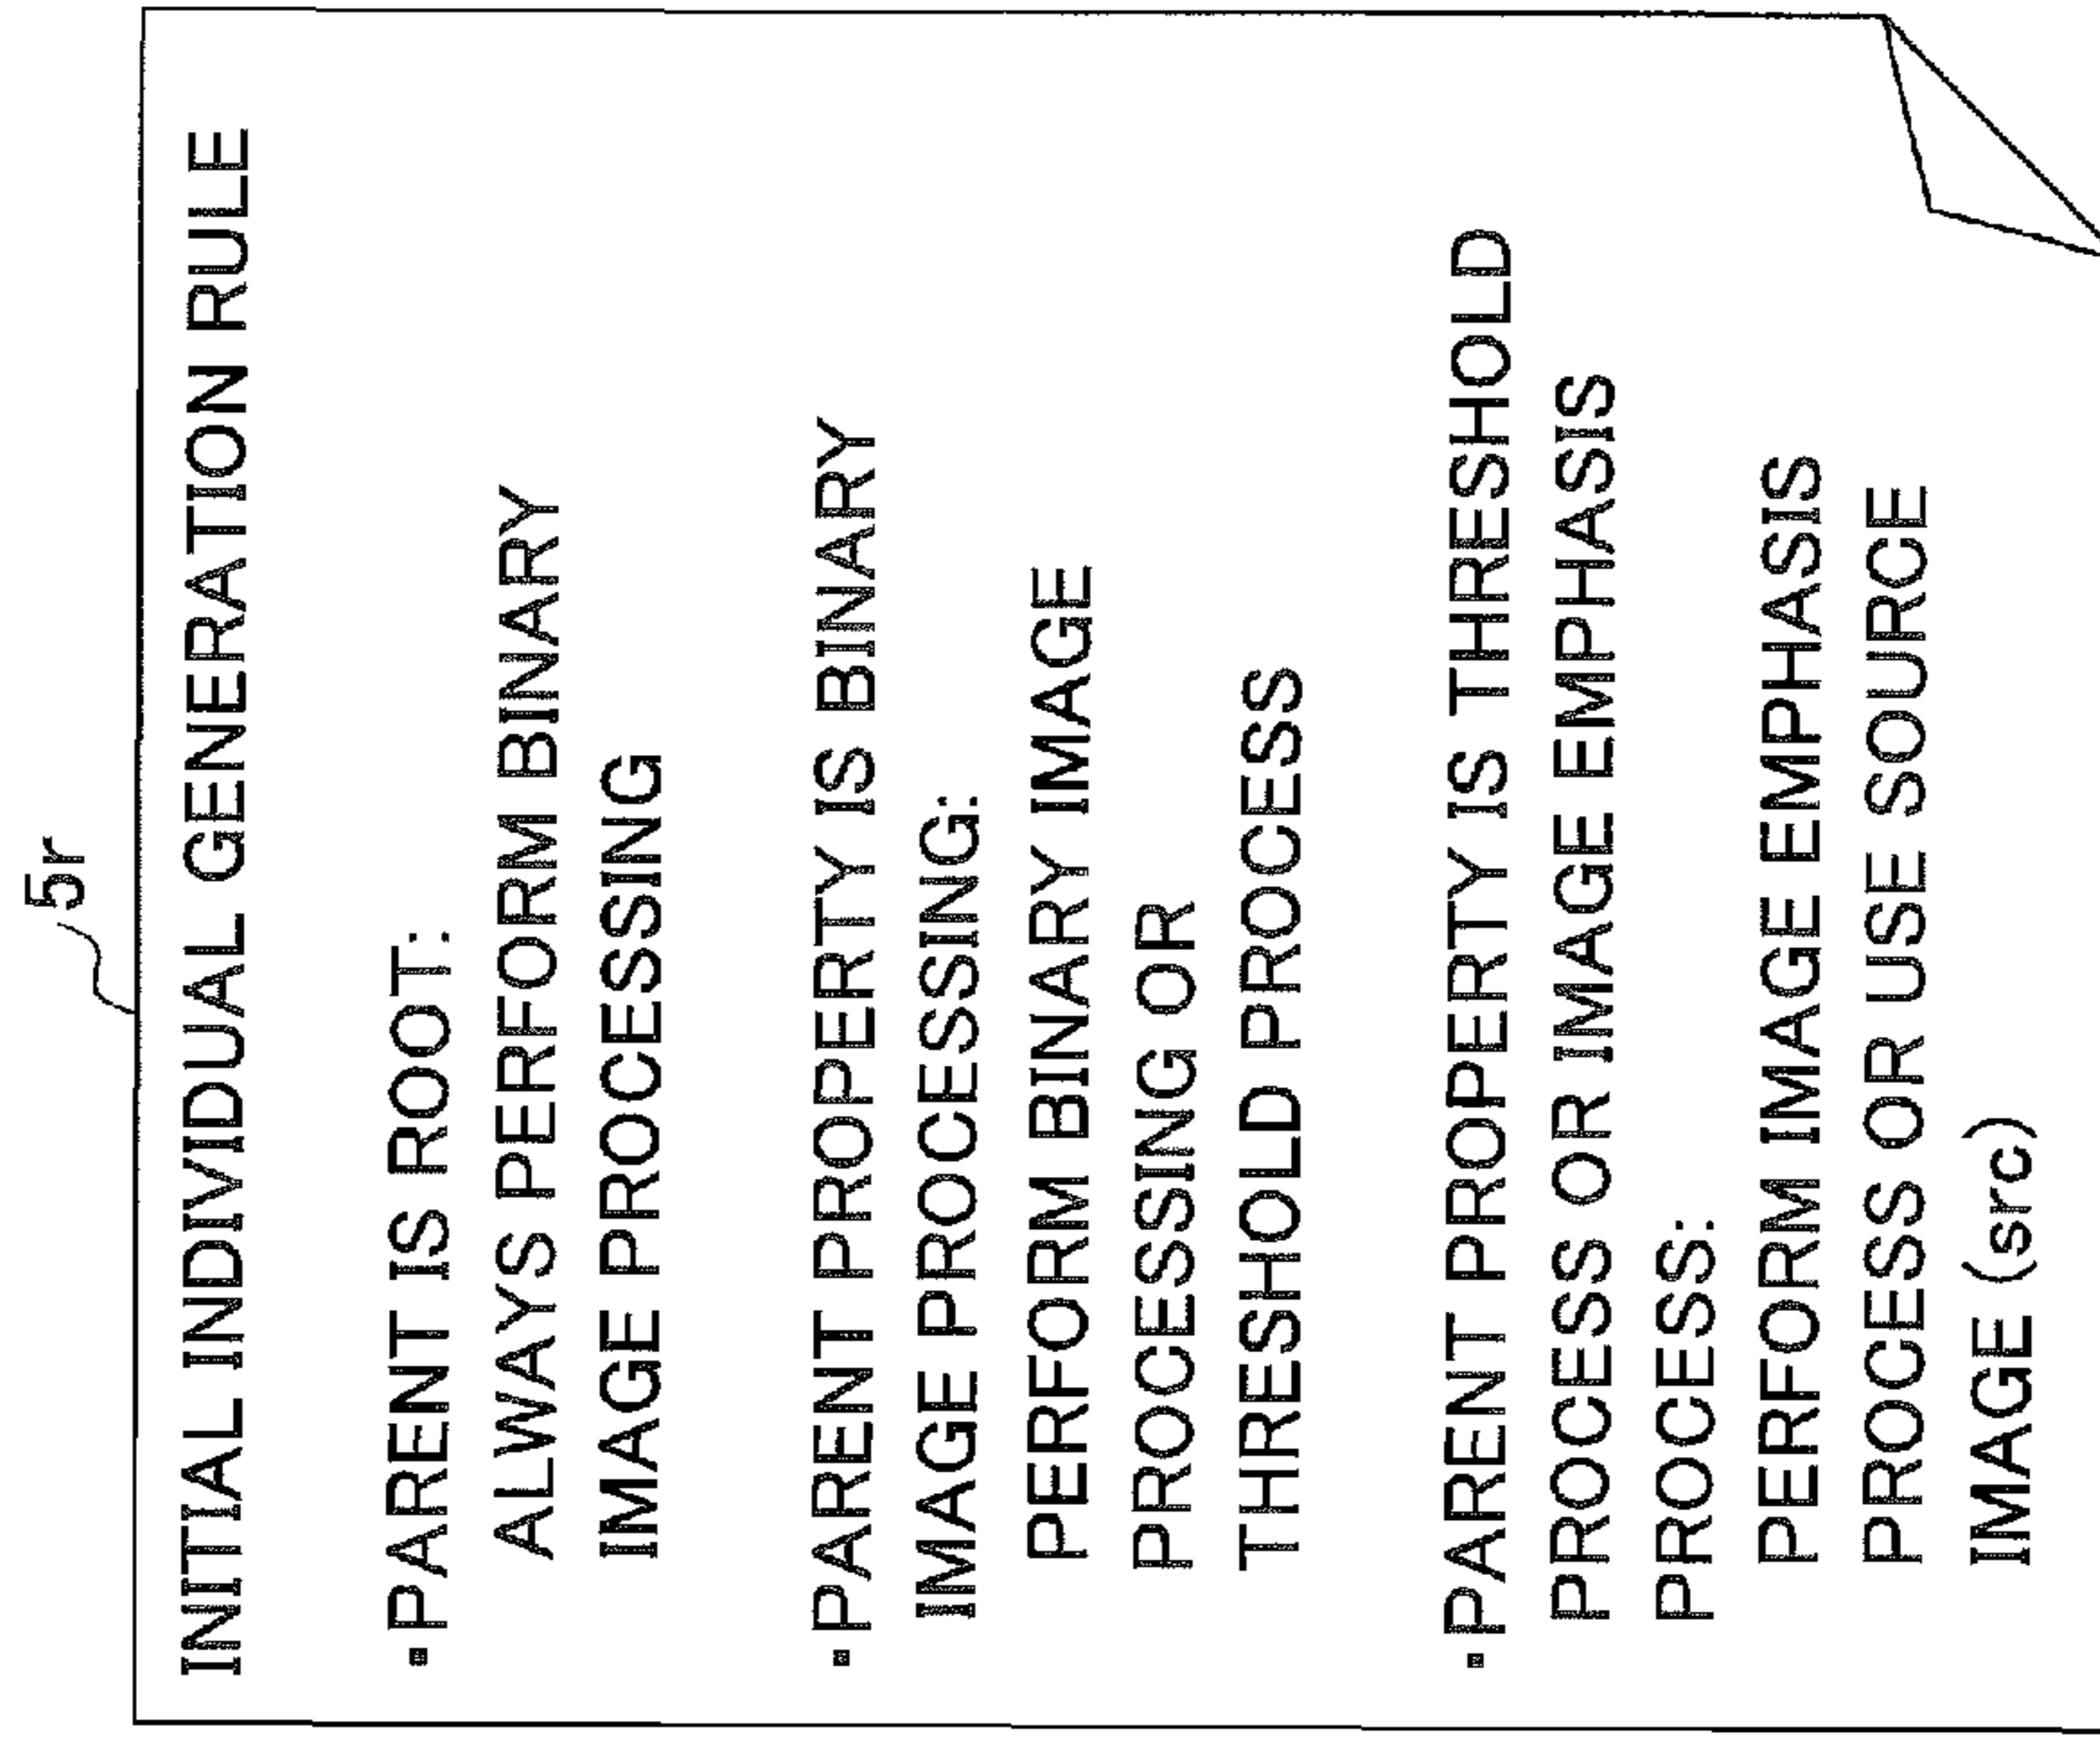 5r
INITIAL INDIVIDUAL GENERATION RULE
·PARENT IS ROOT:
ALWAYS PERFORM BINARY
IMAGE PROCESSING
·PARENT PROPERTY IS BINARY
IMAGE PROCESSING:
PERFORM BINARY IMAGE
PROCESSING OR
THRESHOLD PROCESS
·PARENT PROPERTY IS THRESHOLD
PROCESS OR IMAGE EMPHASIS
PROCESS:
PERFORM IMAGE EMPHASIS
PROCESS OR USE SOURCE
IMAGE (src)